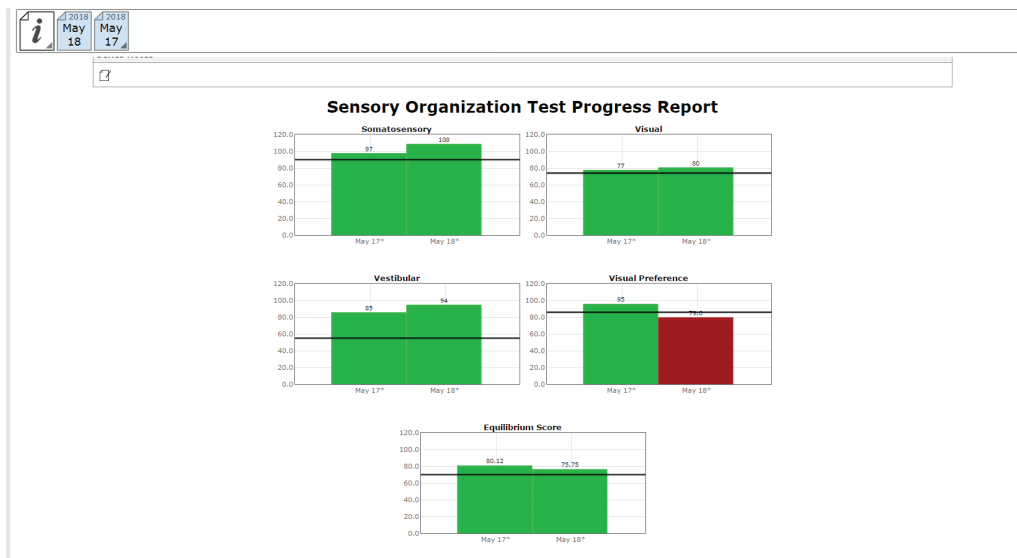 2018
May
18
2018
May
17
Sensory Organization Test Progress Report
Somatosensory
120.0
100.0
80.0
60.0
40.0
20.0
0.0
97
108
May 17*
May 18*
Visual
120.0
100.0
80.0
60.0
40.0
20.0
0.0
77
80
May 17*
May 18*
Vestibular
120.0
100.0
80.0
60.0
40.0
20.0
0.0
85
94
May 17*
May 18*
Visual Preference
120.0
100.0
80.0
60.0
40.0
20.0
0.0
95
79.0
May 17*
May 18*
Equilibrium Score
120.0
100.0
80.0
60.0
40.0
20.0
0.0
80.12
75.75
May 17*
May 18*